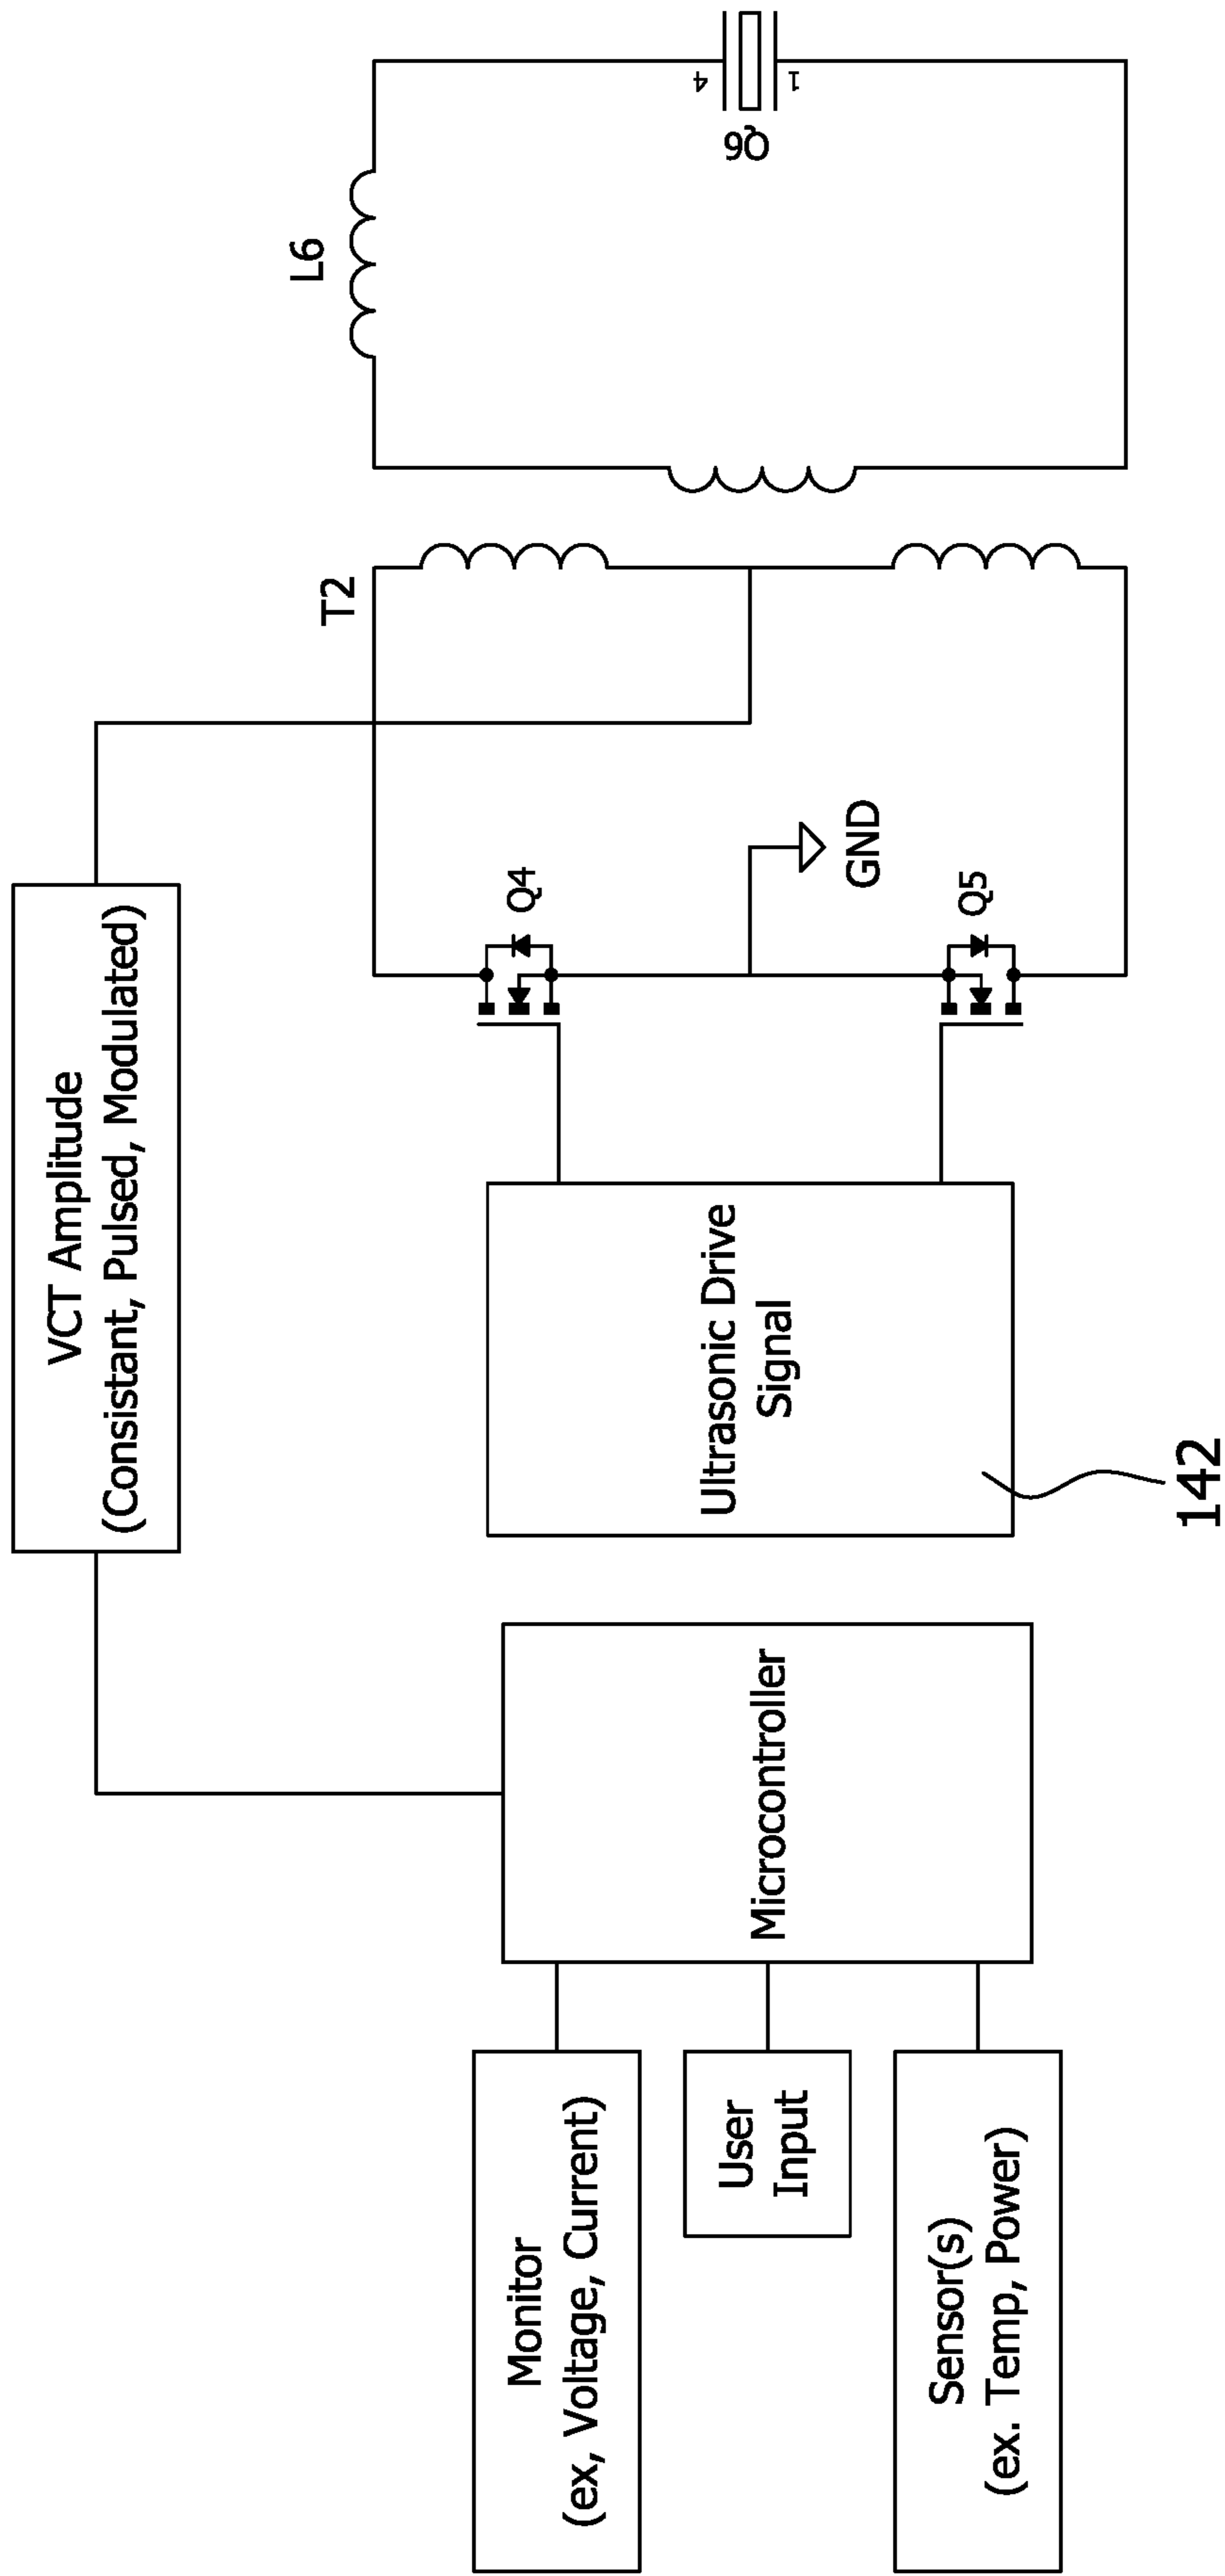 VCT Amplitude
(Consistant, Pulsed, Modulated)
Monitor
(ex, Voltage, Current)
User
Input
Sensor(s)
(ex. Temp, Power)
Microcontroller
Ultrasonic Drive
Signal
142
Q4
Q5
GND
T2
L6
Q6
4
1